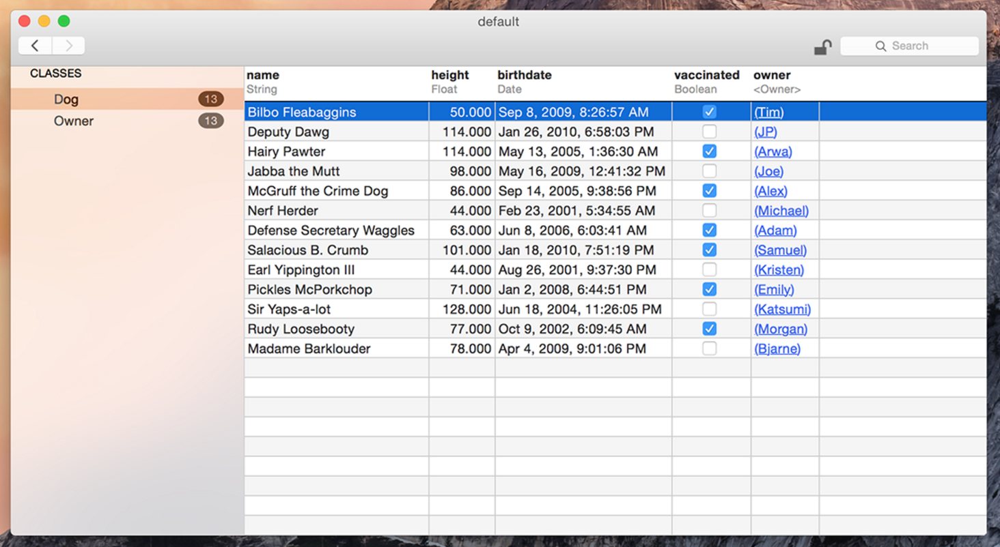 default
Search
CLASSES
Dog 13
Owner 13
name height birthdate vaccinated owner
String Float Date Boolean <Owner>
Bilbo Fleabaggins 50.000 Sep 8, 2009, 8:26:57 AM (Tim)
Deputy Dawg 114.000 Jan 26, 2010, 6:58:03 PM (JP)
Hairy Pawter 114.000 May 13, 2005, 1:36:30 AM (Arwa)
Jabba the Mutt 98.000 May 16, 2009, 12:41:32 PM (Joe)
McGruff the Crime Dog 86.000 Sep 14, 2005, 9:38:56 PM (Alex)
Nerf Herder 44.000 Feb 23, 2001, 5:34:55 AM (Michael)
Defense Secretary Waggles 63.000 Jun 8, 2006, 6:03:41 AM (Adam)
Salacious B. Crumb 101.000 Jan 18, 2010, 7:51:19 PM (Samuel)
Earl Yippington III 44.000 Aug 26, 2001, 9:37:30 PM (Kristen)
Pickles McPorkchop 71.000 Jan 2, 2008, 6:44:51 PM (Emily)
Sir Yaps-a-lot 128.000 Jun 18, 2004, 11:26:05 PM (Katsumi)
Rudy Loosebooty 77.000 Oct 9, 2002, 6:09:45 AM (Morgan)
Madame Barklouder 78.000 Apr 4, 2009, 9:01:06 PM (Bjarne)